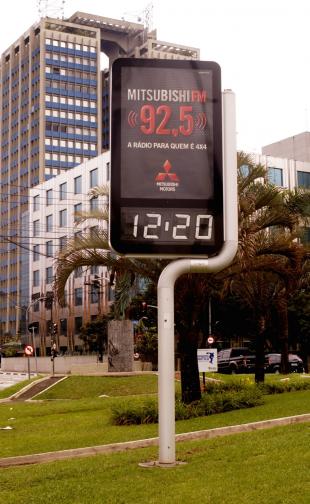 MITSUBISHI FM
92,5
A RÁDIO PARA QUEM É 4x4
MITSUBISHI
MOTORS
12:20